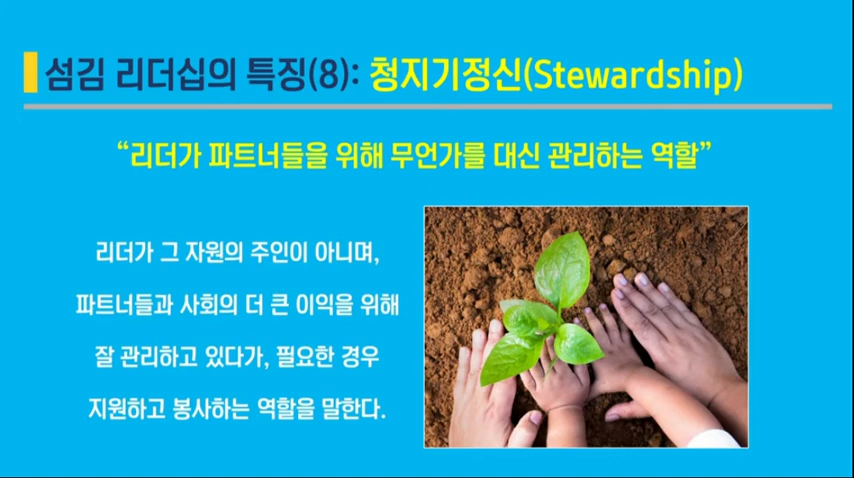 섬김 리더십의 특징(8): 청지기정신(Stewardship)
“리더가 파트너들을 위해 무언가를 대신 관리하는 역할”
리더가 그 자원의 주인이 아니며,
파트너들과 사회의 더 큰 이익을 위해
잘 관리하고 있다가, 필요한 경우
지원하고 봉사하는 역할을 말한다.